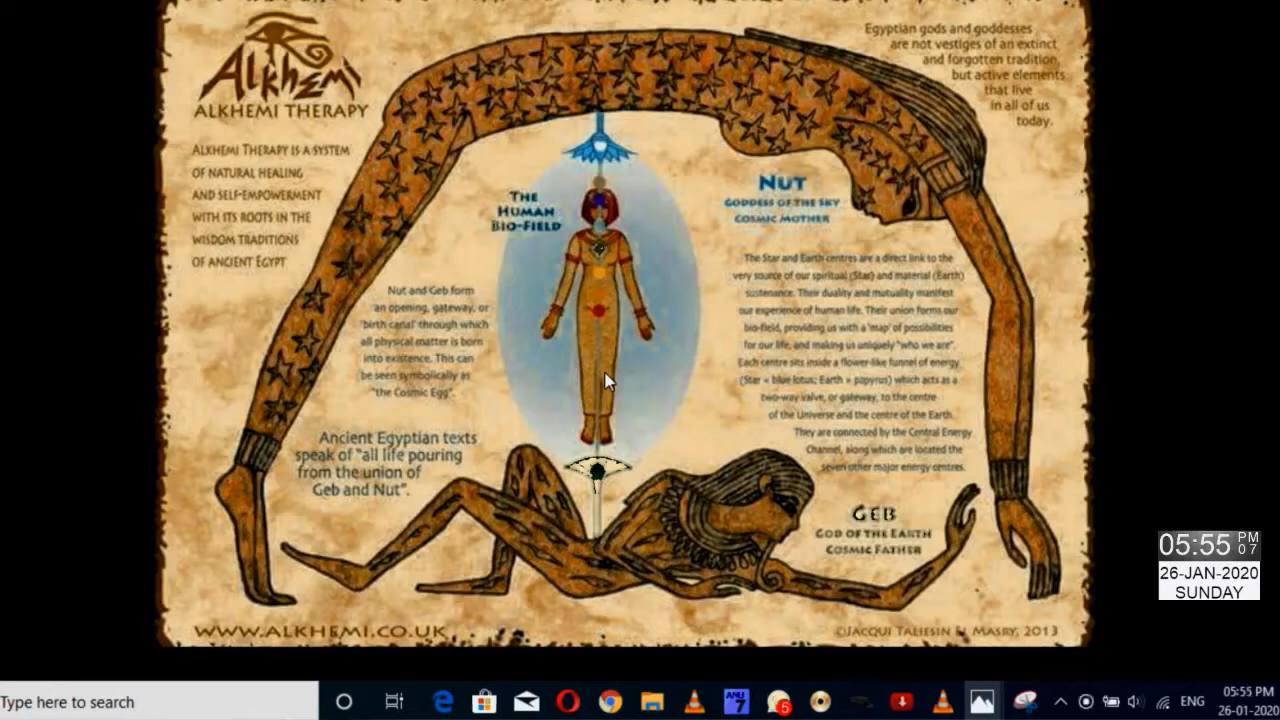 Alkhemi
ALKHEMI THERAPY
ALKHEMI THERAPY IS A SYSTEM
OF NATURAL HEALING
AND SELF-EMPOWERMENT
WITH ITS ROOTS IN THE
WISDOM TRADITIONS
OF ANCIENT EGYPT
Egyptian gods and goddesses
are not vestiges of an extinct
and forgotten tradition,
but active elements
that live
in all of us
today.
THE
HUMAN
BIO-FIELD
NUT
GODDESS OF THE SKY
COSMIC MOTHER
Nut and Geb form
an opening, gateway, or
'birth canal' through which
all physical matter is born
into existence. This can
be seen symbolically as
"the Cosmic Egg".
The Star and Earth centres are a direct link to the
very source of our spiritual (Star) and material (Earth)
sustenance. Their duality and mutuality manifest
our experience of human life. Their union forms our
bio-field, providing us with a 'map' of possibilities
for our life, and making us uniquely "who we are".
Each centre sits inside a flower-like funnel of energy
(Star = blue lotus; Earth = papyrus) which acts as a
two-way valve, or gateway, to the centre
of the Universe and the centre of the Earth.
They are connected by the Central Energy
Channel, along which are located the
seven other major energy centres.
Ancient Egyptian texts
speak of "all life pouring
from the union of
Geb and Nut".
GEB
GOD OF THE EARTH
COSMIC FATHER
WWW.ALKHEMI.CO.UK
©JACQUI TALIESIN EL MASRY, 2013
05:55 PM
07
26-JAN-2020
SUNDAY
Type here to search
ANU
7
5
ENG
05:55 PM
26-01-2020